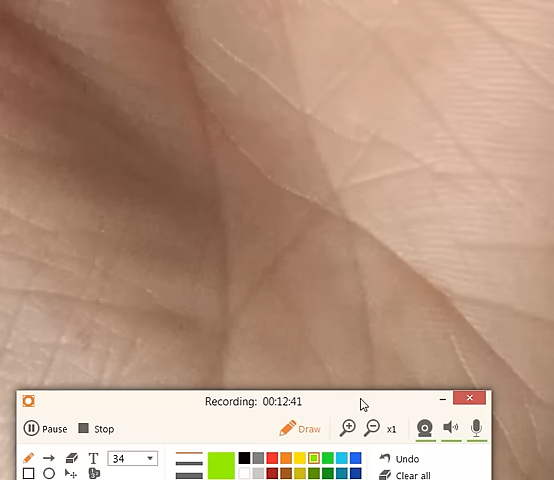 Recording: 00:12:41
Pause Stop Draw x1
T 34 Undo
Clear all